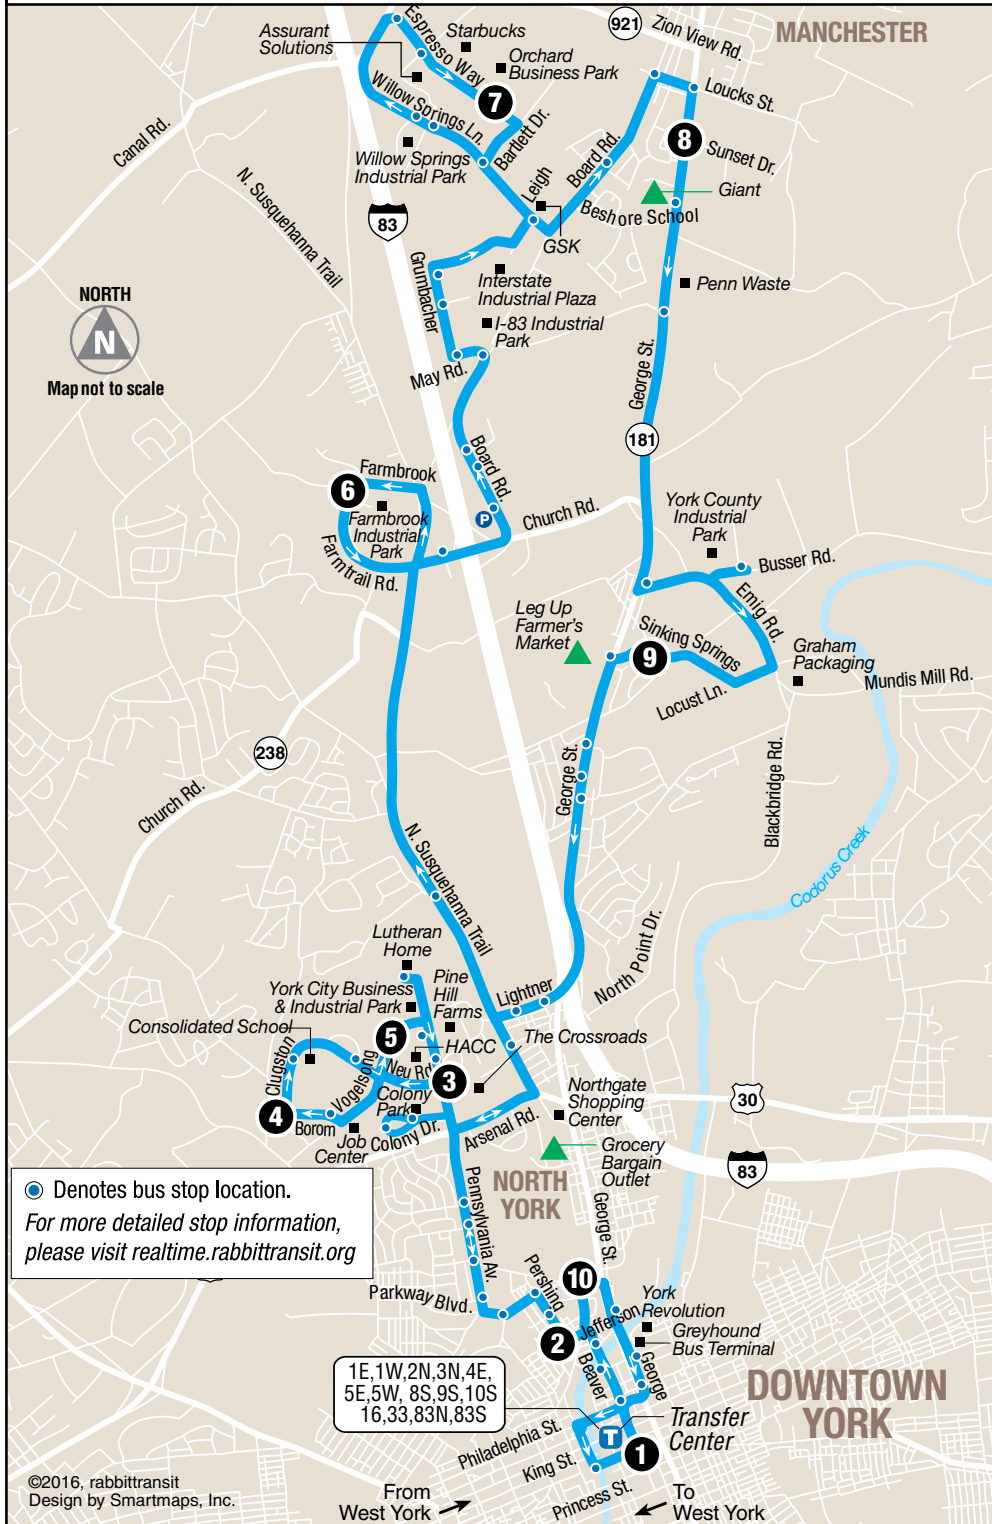 921
Zion View Rd.
MANCHESTER
Assurant
Solutions
Starbucks
Espresso Way
Orchard
Business Park
Loucks St.
7
Willow Springs Ln.
Bartlett Dr.
8
Sunset Dr.
Canal Rd.
Willow Springs
Industrial Park
Board Rd.
Leigh
Giant
N. Susquehanna Trail
83
Beshore School
GSK
Grumbacher
Interstate
Industrial Plaza
Penn Waste
NORTH
N
Map not to scale
I-83 Industrial
Park
May Rd.
George St.
181
Board Rd.
Farmbrook
6
Farmbrook
Industrial
Park
Farmtrail Rd.
P
Church Rd.
York County
Industrial
Park
Busser Rd.
Emig Rd.
Leg Up
Farmer's
Market
Sinking Springs
9
Graham
Packaging
Mundis Mill Rd.
Locust Ln.
238
Church Rd.
George St.
Blackbridge Rd.
Codorus Creek
N. Susquehanna Trail
Lutheran
Home
North Point Dr.
York City Business
& Industrial Park
Pine
Hill
Farms
Lightner
Consolidated School
5
HACC
The Crossroads
Clugston
Vogelsong
Neu Rd.
3
Colony
Park
Northgate
Shopping
Center
30
4
Borom
Job
Center
Colony Dr.
Arsenal Rd.
83
Grocery
Bargain
Outlet
NORTH
YORK
Denotes bus stop location.
For more detailed stop information,
please visit realtime.rabbittransit.org
Pennsylvania Av.
George St.
Pershing
10
Parkway Blvd.
York
Revolution
2
Jefferson
Greyhound
Bus Terminal
Beaver
George
1E,1W,2N,3N,4E,
5E,5W, 8S,9S,10S
16,33,83N,83S
DOWNTOWN
YORK
Philadelphia St.
T
Transfer
Center
King St.
1
Princess St.
©2016, rabbittransit
Design by Smartmaps, Inc.
From
West York
To
West York